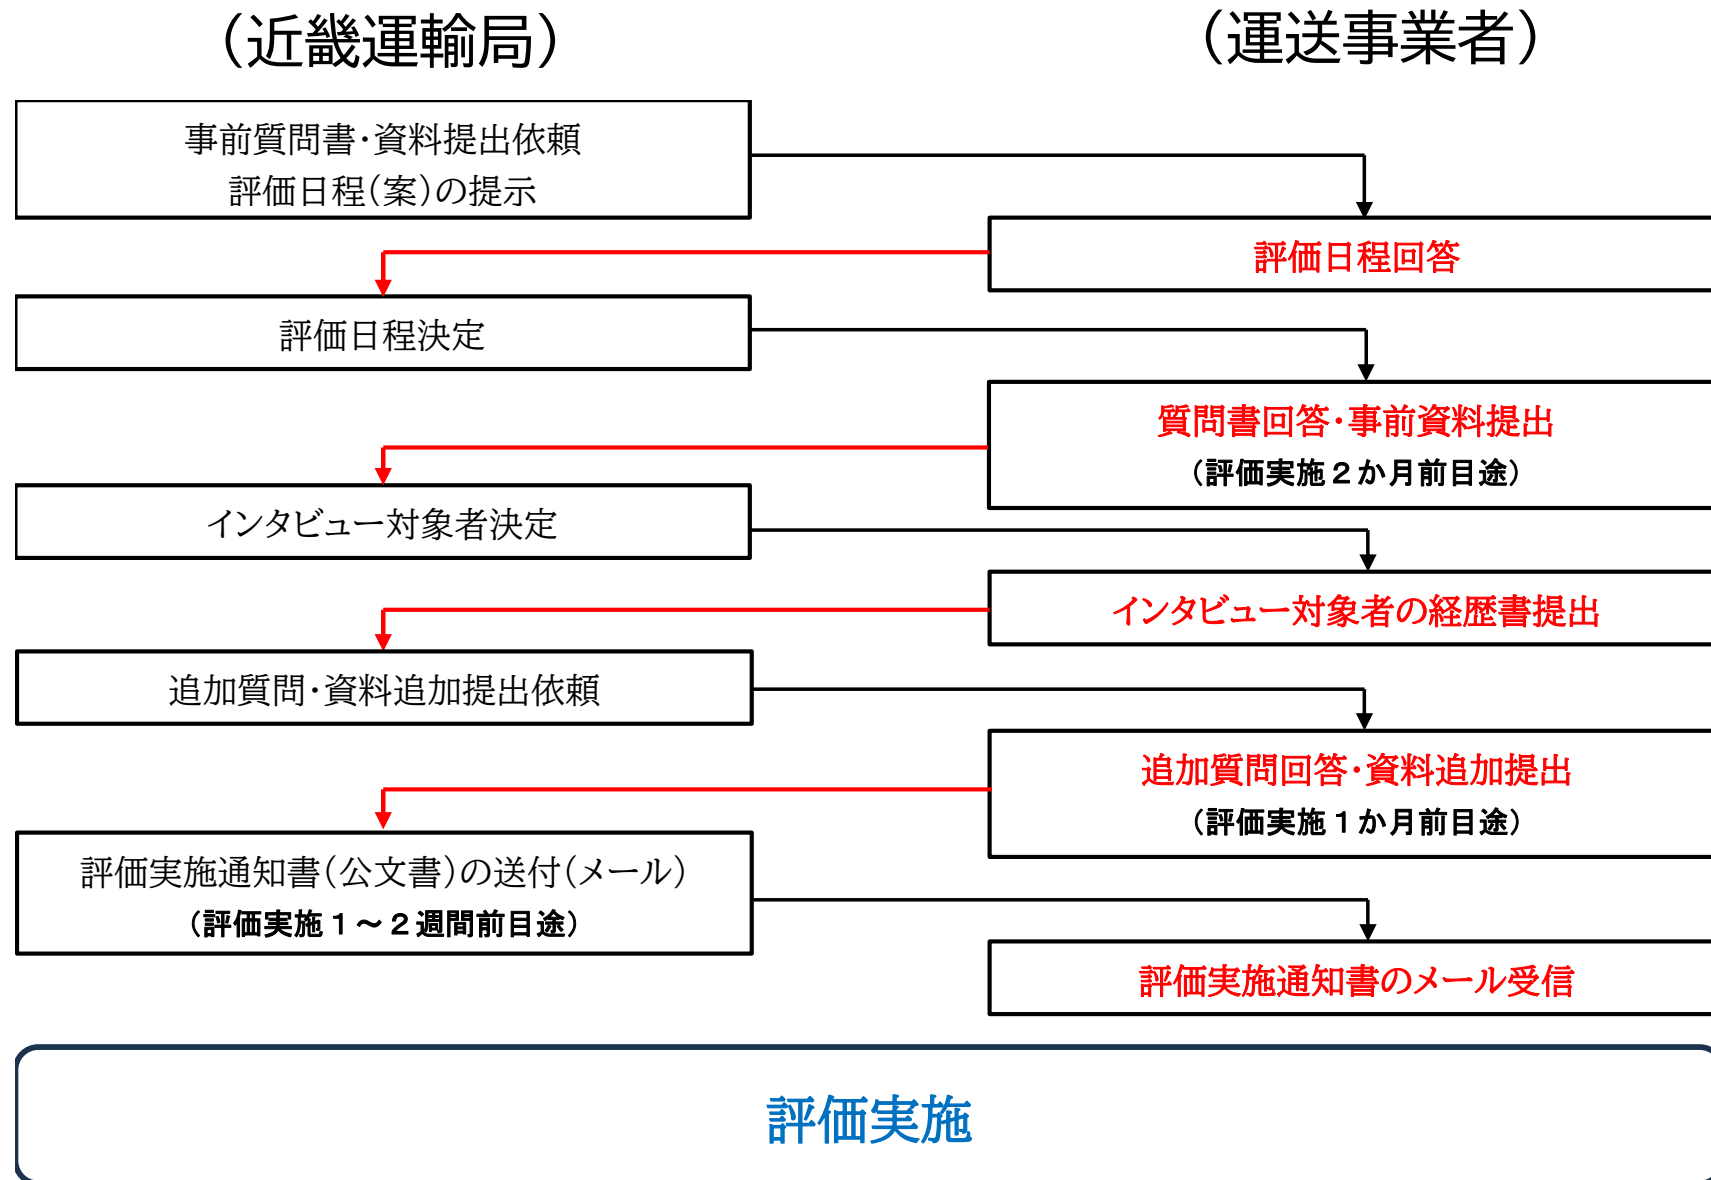 （近畿運輸局）
（運送事業者）
事前質問書・資料提出依頼
評価日程（案）の提示
評価日程回答
評価日程決定
質問書回答・事前資料提出
（評価実施２か月前目途）
インタビュー対象者決定
インタビュー対象者の経歴書提出
追加質問・資料追加提出依頼
追加質問回答・資料追加提出
（評価実施１か月前目途）
評価実施通知書（公文書）の送付（メール）
（評価実施１～２週間前目途）
評価実施通知書のメール受信
評価実施